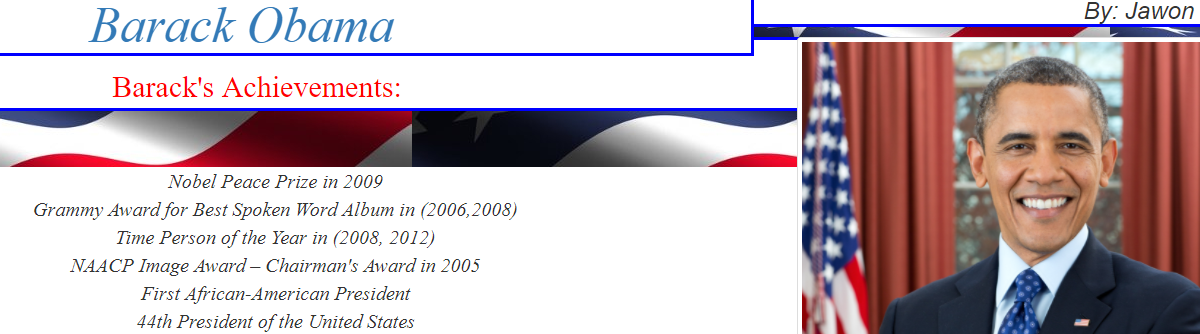 Barack Obama
By: Jawon
Barack's Achievements:
Nobel Peace Prize in 2009
Grammy Award for Best Spoken Word Album in (2006,2008)
Time Person of the Year in (2008, 2012)
NAACP Image Award – Chairman's Award in 2005
First African-American President
44th President of the United States